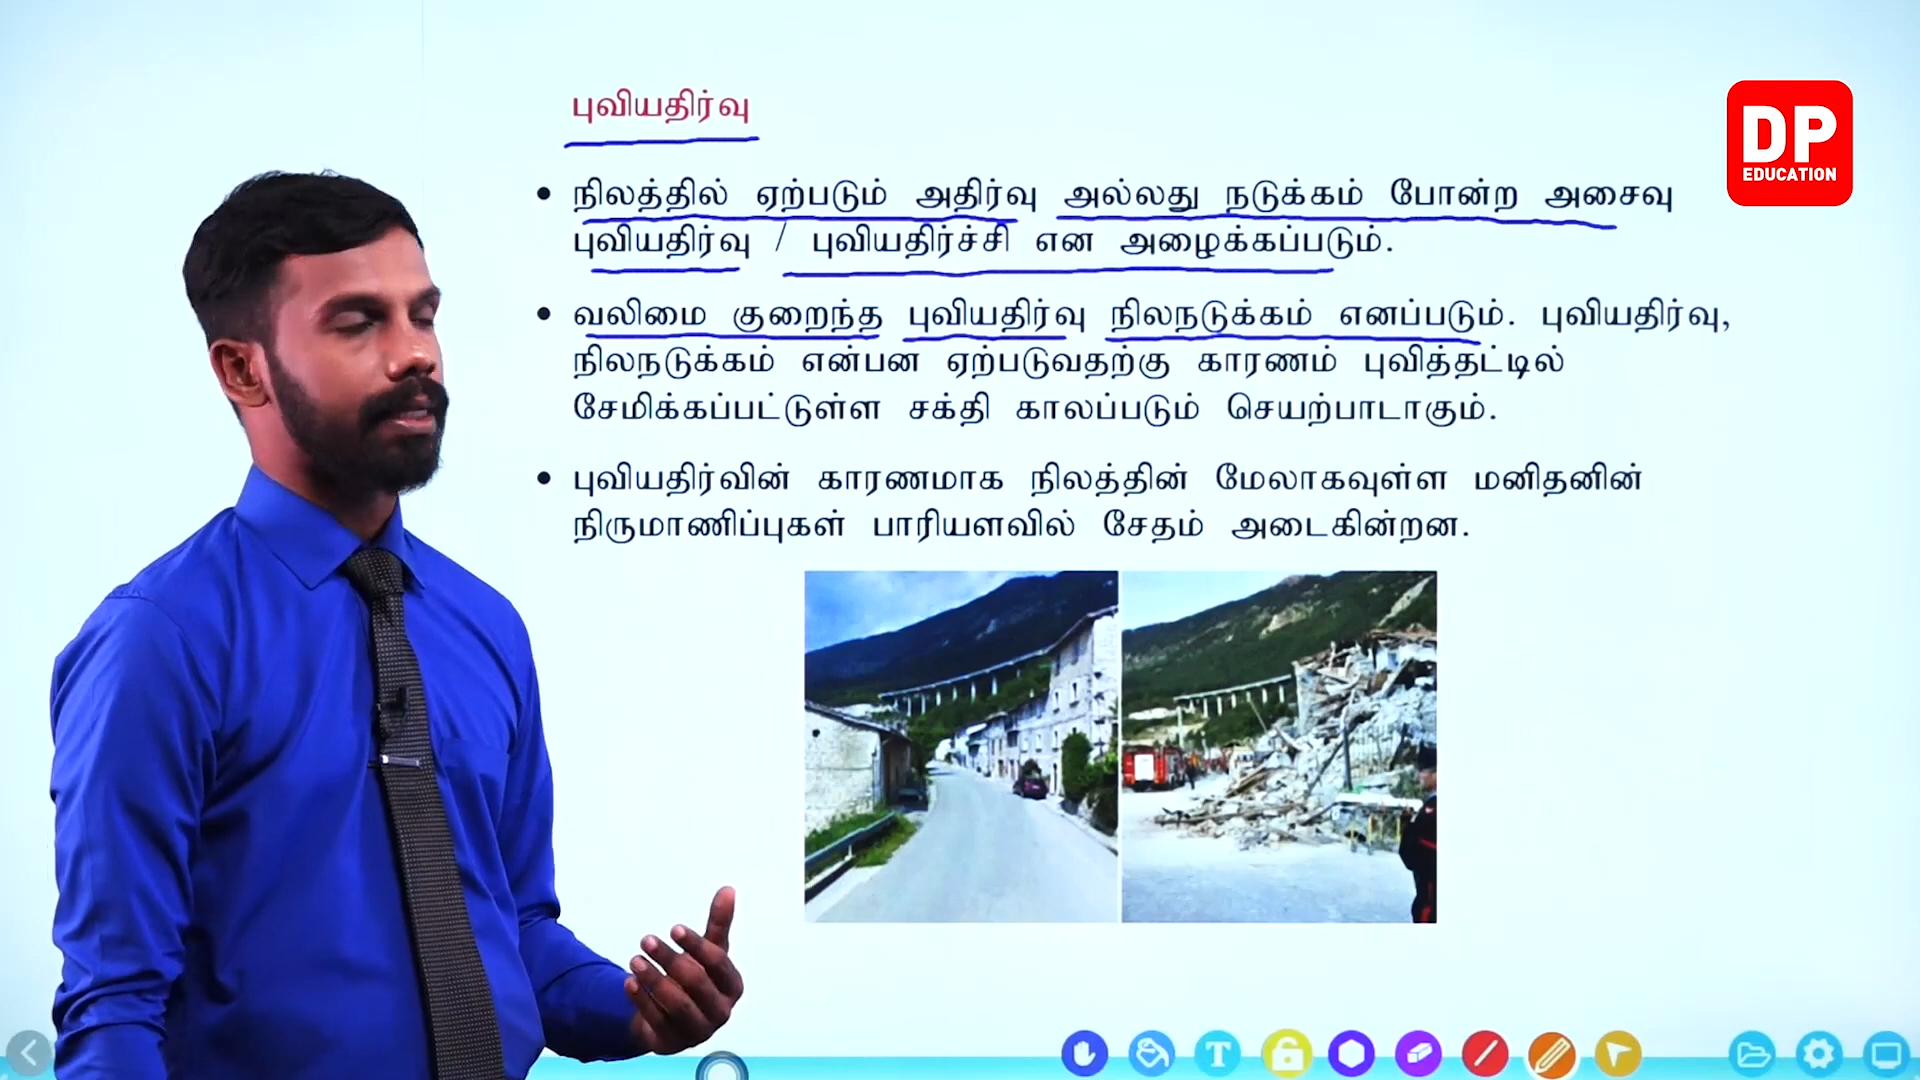 புவியதிர்வு
DP
EDUCATION
• நிலத்தில் ஏற்படும் அதிர்வு அல்லது நடுக்கம் போன்ற அசைவு
புவியதிர்வு / புவியதிர்ச்சி என அழைக்கப்படும்.
• வலிமை குறைந்த புவியதிர்வு நிலநடுக்கம் எனப்படும். புவியதிர்வு,
நிலநடுக்கம் என்பன ஏற்படுவதற்கு காரணம் புவித்தட்டில்
சேமிக்கப்பட்டுள்ள சக்தி காலப்படும் செயற்பாடாகும்.
• புவியதிர்வின் காரணமாக நிலத்தின் மேலாகவுள்ள மனிதனின்
நிருமாணிப்புகள் பாரியளவில் சேதம் அடைகின்றன.
T